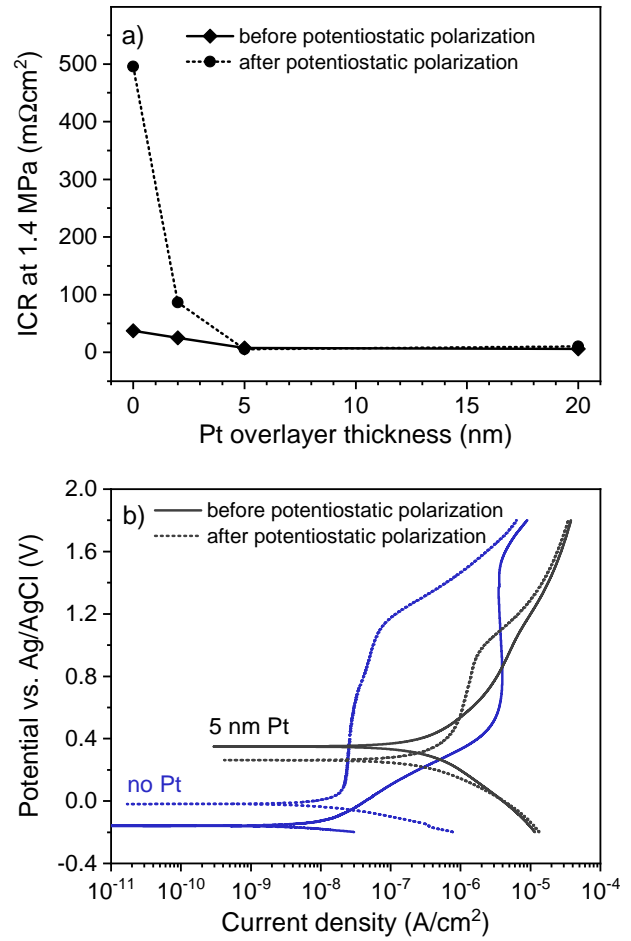 a)
before potentiostatic polarization
after potentiostatic polarization
ICR at 1.4 MPa (mΩcm²)
500
400
300
200
100
0
0 5 10 15 20
Pt overlayer thickness (nm)
b)
before potentiostatic polarization
after potentiostatic polarization
Potential vs. Ag/AgCl (V)
2.0
1.6
1.2
0.8
0.4
0.0
-0.4
5 nm Pt
no Pt
10⁻¹¹ 10⁻¹⁰ 10⁻⁹ 10⁻⁸ 10⁻⁷ 10⁻⁶ 10⁻⁵ 10⁻⁴
Current density (A/cm²)